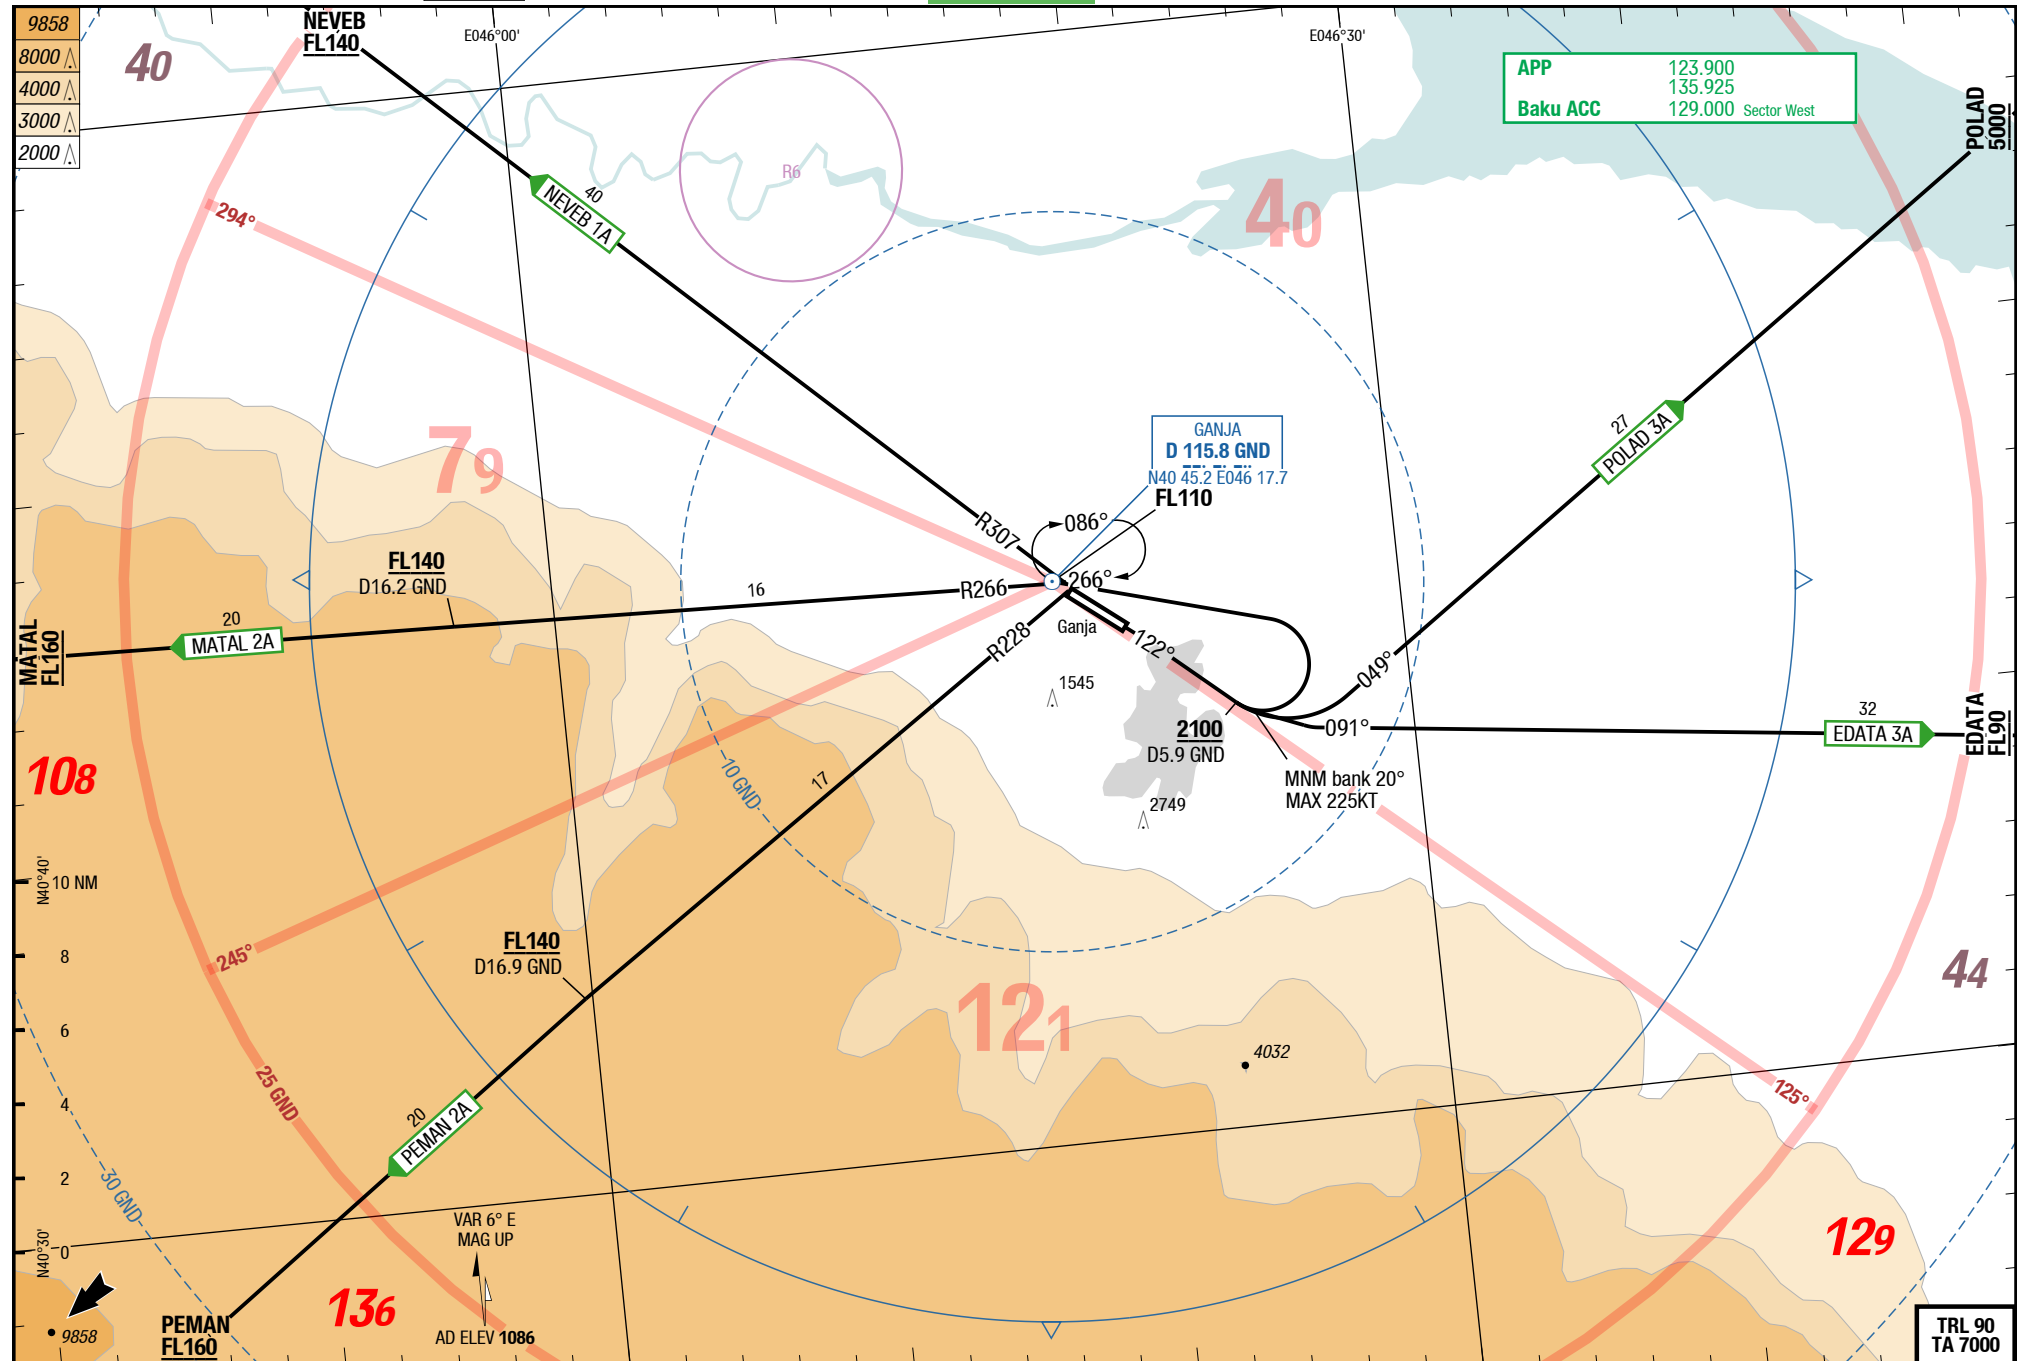 9858
8000
4000
3000
2000
40
NEVEB
FL140
E046°00'
E046°30'
APP 123.900
135.925
Baku ACC 129.000 Sector West
POLAD
5000
R6
40
NEVEB 1A
40
294°
79
GANJA
D 115.8 GND
N40 45.2 E046 17.7
FL110
27
POLAD 3A
R307
086°
266°
FL140
D16.2 GND
16
R266
20
MATAL 2A
MATAL
FL160
Ganja
122°
R228
049°
1545
2100
D5.9 GND
091°
32
EDATA 3A
EDATA
FL90
MNM bank 20°
MAX 225KT
2749
108
10 GND
17
N40°40'
10 NM
8
6
4
2
0
N40°30'
245°
FL140
D16.9 GND
44
121
4032
125°
25 GND
20
PEMAN 2A
30 GND
VAR 6° E
MAG UP
129
136
AD ELEV 1086
9858
PEMAN
FL160
TRL 90
TA 7000